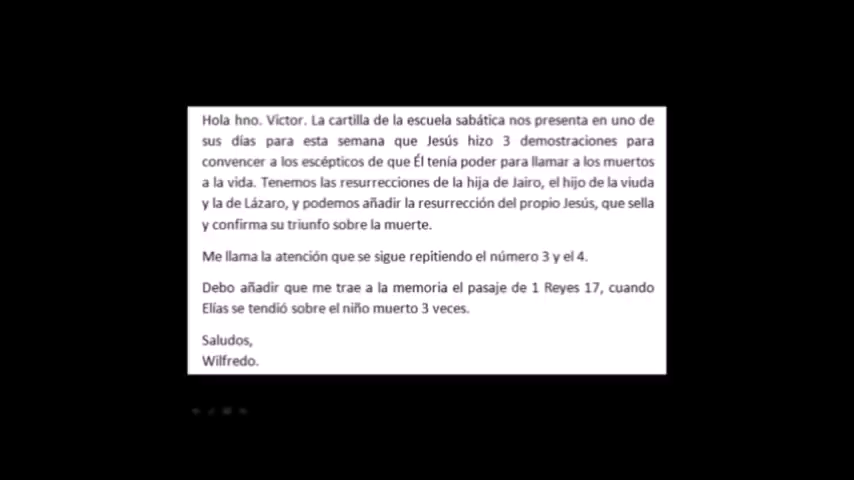 Hola hno. Victor. La cartilla de la escuela sabática nos presenta en uno de
sus días para esta semana que Jesús hizo 3 demostraciones para
convencer a los escépticos de que Él tenía poder para llamar a los muertos
a la vida. Tenemos las resurrecciones de la hija de Jairo, el hijo de la viuda
y la de Lázaro, y podemos añadir la resurrección del propio Jesús, que sella
y confirma su triunfo sobre la muerte.
Me llama la atención que se sigue repitiendo el número 3 y el 4.
Debo añadir que me trae a la memoria el pasaje de 1 Reyes 17, cuando
Elías se tendió sobre el niño muerto 3 veces.
Saludos,
Wilfredo.